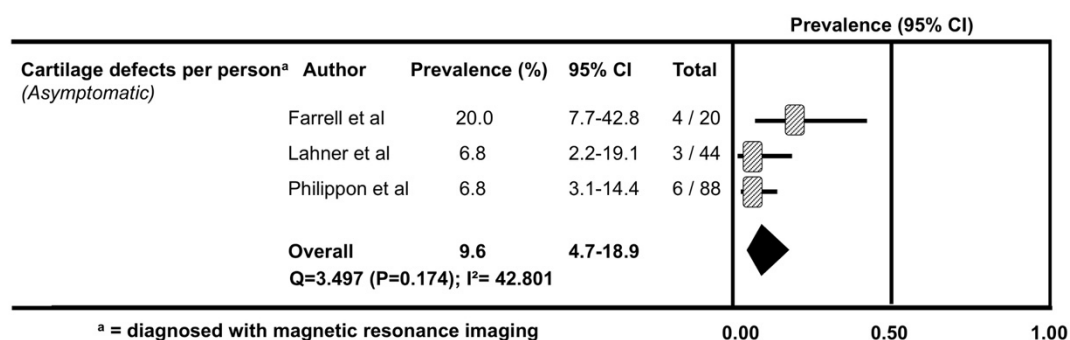 Prevalence (95% CI)
Cartilage defects per personᵃ Author Prevalence (%) 95% CI Total
(Asymptomatic)
Farrell et al 20.0 7.7-42.8 4 / 20
Lahner et al 6.8 2.2-19.1 3 / 44
Philippon et al 6.8 3.1-14.4 6 / 88
Overall 9.6 4.7-18.9
Q=3.497 (P=0.174); I²= 42.801
ᵃ = diagnosed with magnetic resonance imaging 0.00 0.50 1.00